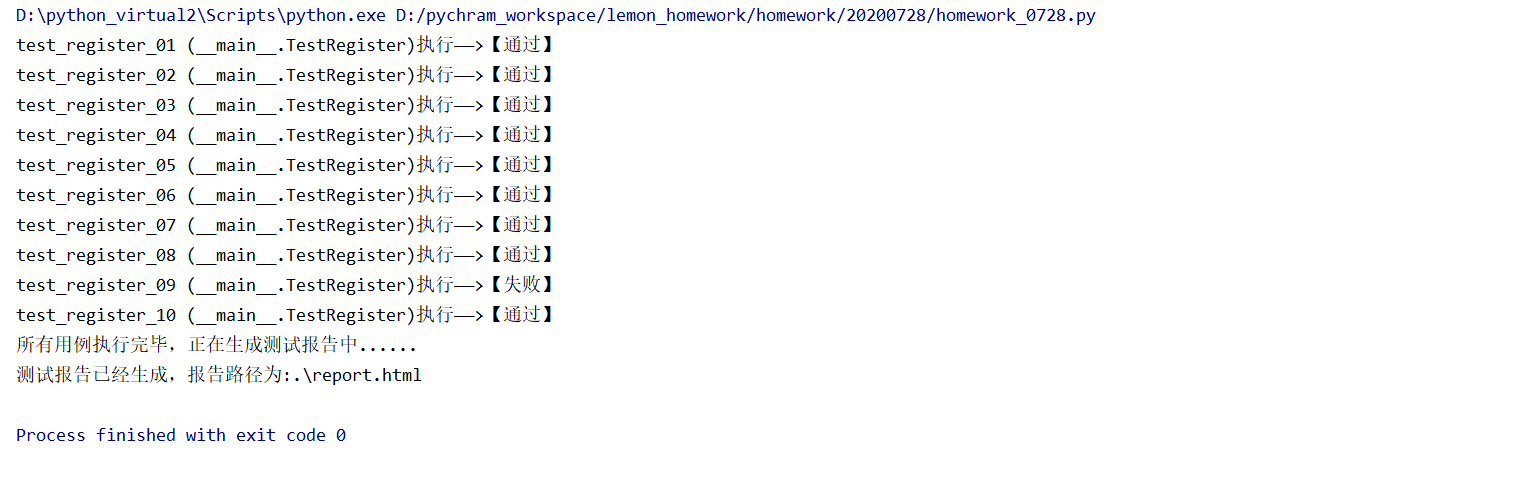 D:\python_virtual2\Scripts\python.exe D:/pychram_workspace/lemon_homework/homework/20200728/homework_0728.py
test_register_01 (__main__.TestRegister)执行——>【通过】
test_register_02 (__main__.TestRegister)执行——>【通过】
test_register_03 (__main__.TestRegister)执行——>【通过】
test_register_04 (__main__.TestRegister)执行——>【通过】
test_register_05 (__main__.TestRegister)执行——>【通过】
test_register_06 (__main__.TestRegister)执行——>【通过】
test_register_07 (__main__.TestRegister)执行——>【通过】
test_register_08 (__main__.TestRegister)执行——>【通过】
test_register_09 (__main__.TestRegister)执行——>【失败】
test_register_10 (__main__.TestRegister)执行——>【通过】
所有用例执行完毕，正在生成测试报告中......
测试报告已经生成，报告路径为:.\report.html
Process finished with exit code 0